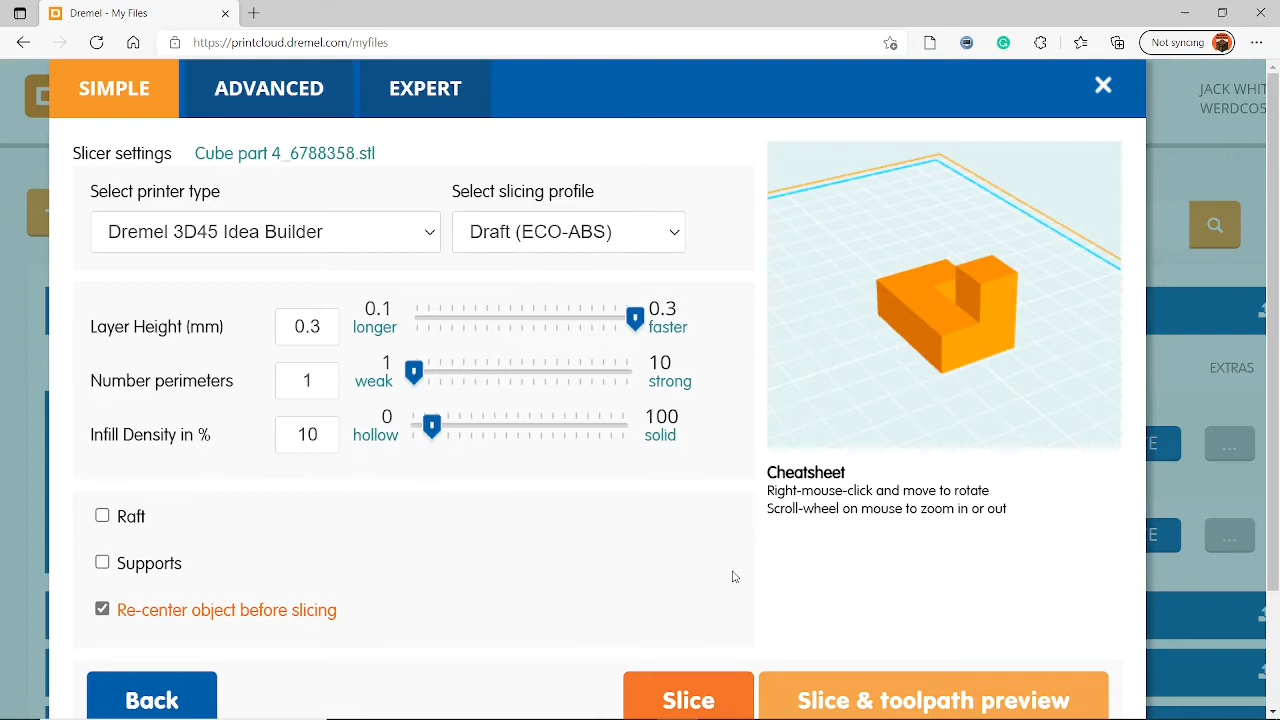 Dremel - My Files
https://printcloud.dremel.com/myfiles
Not syncing
SIMPLE
ADVANCED
EXPERT
JACK WHIT
WERDCO5
Slicer settings
Cube part 4_6788358.stl
Select printer type
Select slicing profile
Dremel 3D45 Idea Builder
Draft (ECO-ABS)
Layer Height (mm)
0.3
0.1
longer
0.3
faster
Number perimeters
1
1
weak
10
strong
Infill Density in %
10
0
hollow
100
solid
EXTRAS
E
...
E
...
Cheatsheet
Right-mouse-click and move to rotate
Scroll-wheel on mouse to zoom in or out
Raft
Supports
Re-center object before slicing
Back
Slice
Slice & toolpath preview